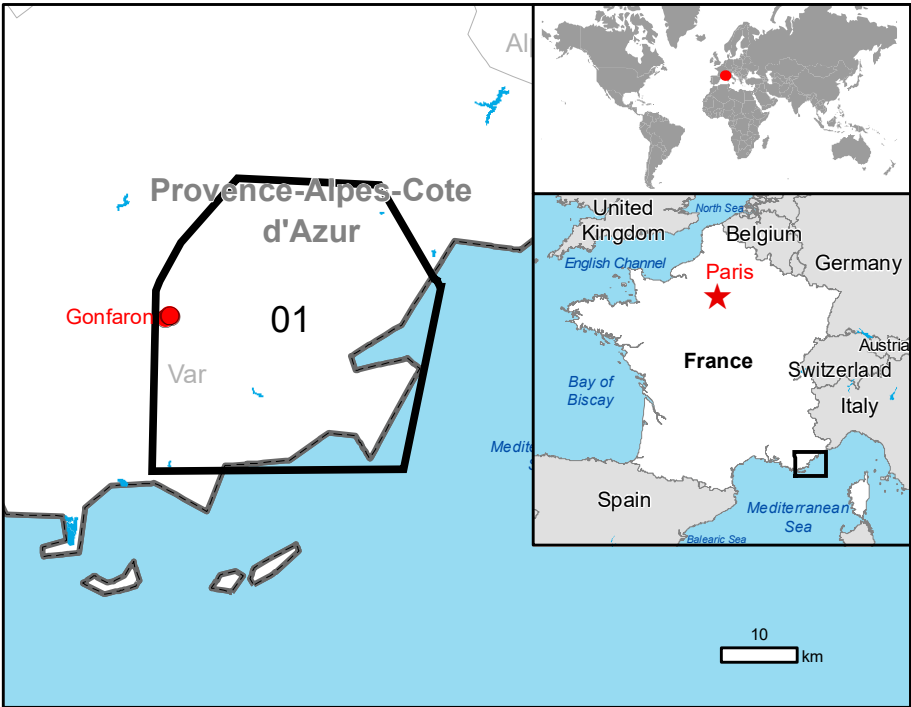 Al
Provence-Alpes-Cote
d'Azur
Gonfaron
01
Var
Medite
S
10
km
United
Kingdom
North Sea
Belgium
English Channel
Paris
Germany
Austria
France
Switzerland
Bay of
Biscay
Italy
Spain
Mediterranean
Sea
Balearic Sea